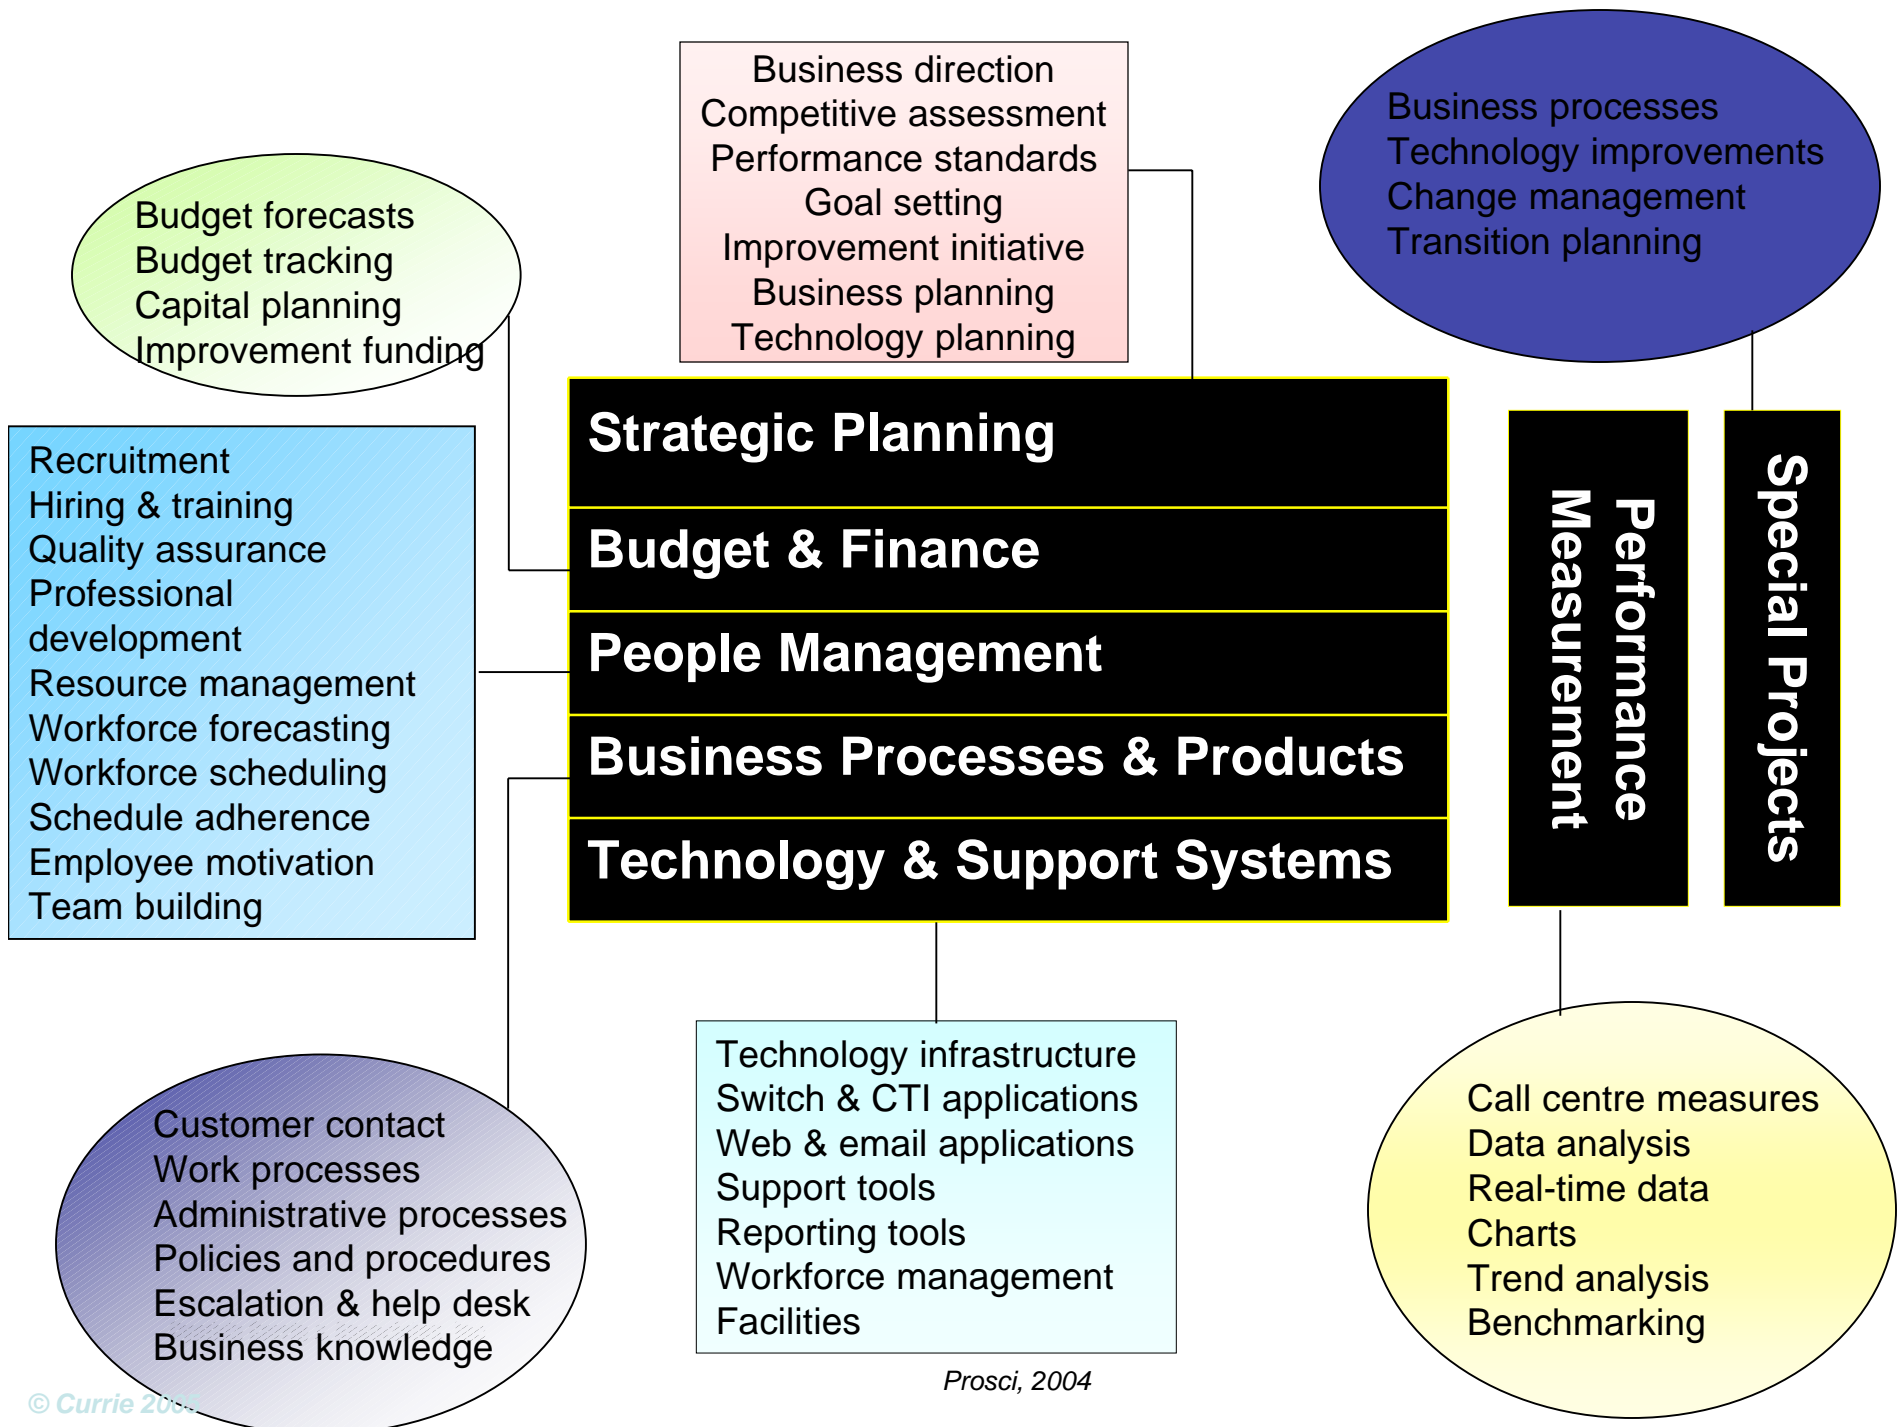 Business direction
Competitive assessment
Performance standards
Goal setting
Improvement initiative
Business planning
Technology planning
Business processes
Technology improvements
Change management
Transition planning
Budget forecasts
Budget tracking
Capital planning
Improvement funding
Recruitment
Hiring & training
Quality assurance
Professional
development
Resource management
Workforce forecasting
Workforce scheduling
Schedule adherence
Employee motivation
Team building
Strategic Planning
Budget & Finance
People Management
Business Processes & Products
Technology & Support Systems
Performance
Measurement
Special Projects
Customer contact
Work processes
Administrative processes
Policies and procedures
Escalation & help desk
Business knowledge
Technology infrastructure
Switch & CTI applications
Web & email applications
Support tools
Reporting tools
Workforce management
Facilities
Call centre measures
Data analysis
Real-time data
Charts
Trend analysis
Benchmarking
Prosci, 2004
© Currie